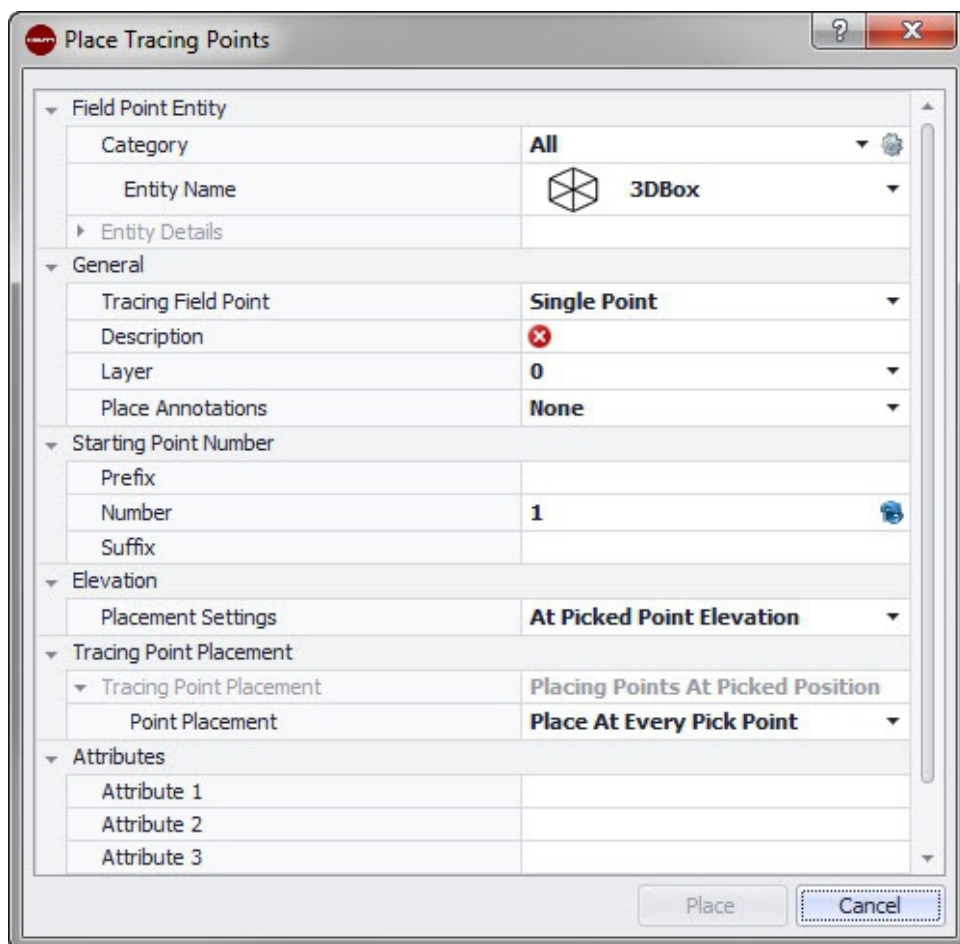 Place Tracing Points
?
Field Point Entity
Category All
Entity Name 3DBox
Entity Details
General
Tracing Field Point Single Point
Description
Layer 0
Place Annotations None
Starting Point Number
Prefix
Number 1
Suffix
Elevation
Placement Settings At Picked Point Elevation
Tracing Point Placement
Tracing Point Placement Placing Points At Picked Position
Point Placement Place At Every Pick Point
Attributes
Attribute 1
Attribute 2
Attribute 3
Place Cancel